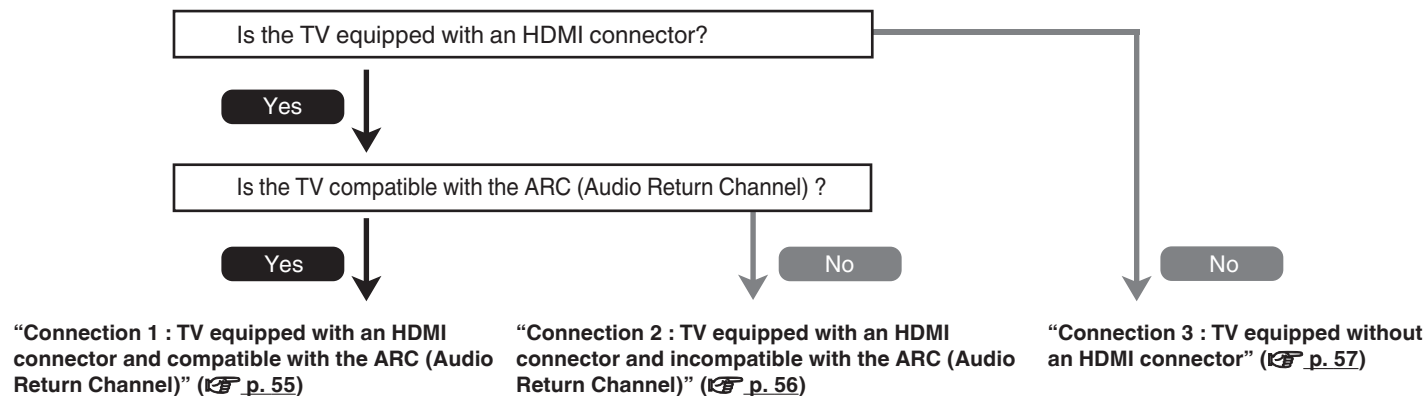 Is the TV equipped with an HDMI connector?
Yes
Is the TV compatible with the ARC (Audio Return Channel) ?
Yes
No
No
“Connection 1 : TV equipped with an HDMI
connector and compatible with the ARC (Audio
Return Channel)” (☞ p. 55)
“Connection 2 : TV equipped with an HDMI
connector and incompatible with the ARC (Audio
Return Channel)” (☞ p. 56)
“Connection 3 : TV equipped without
an HDMI connector” (☞ p. 57)